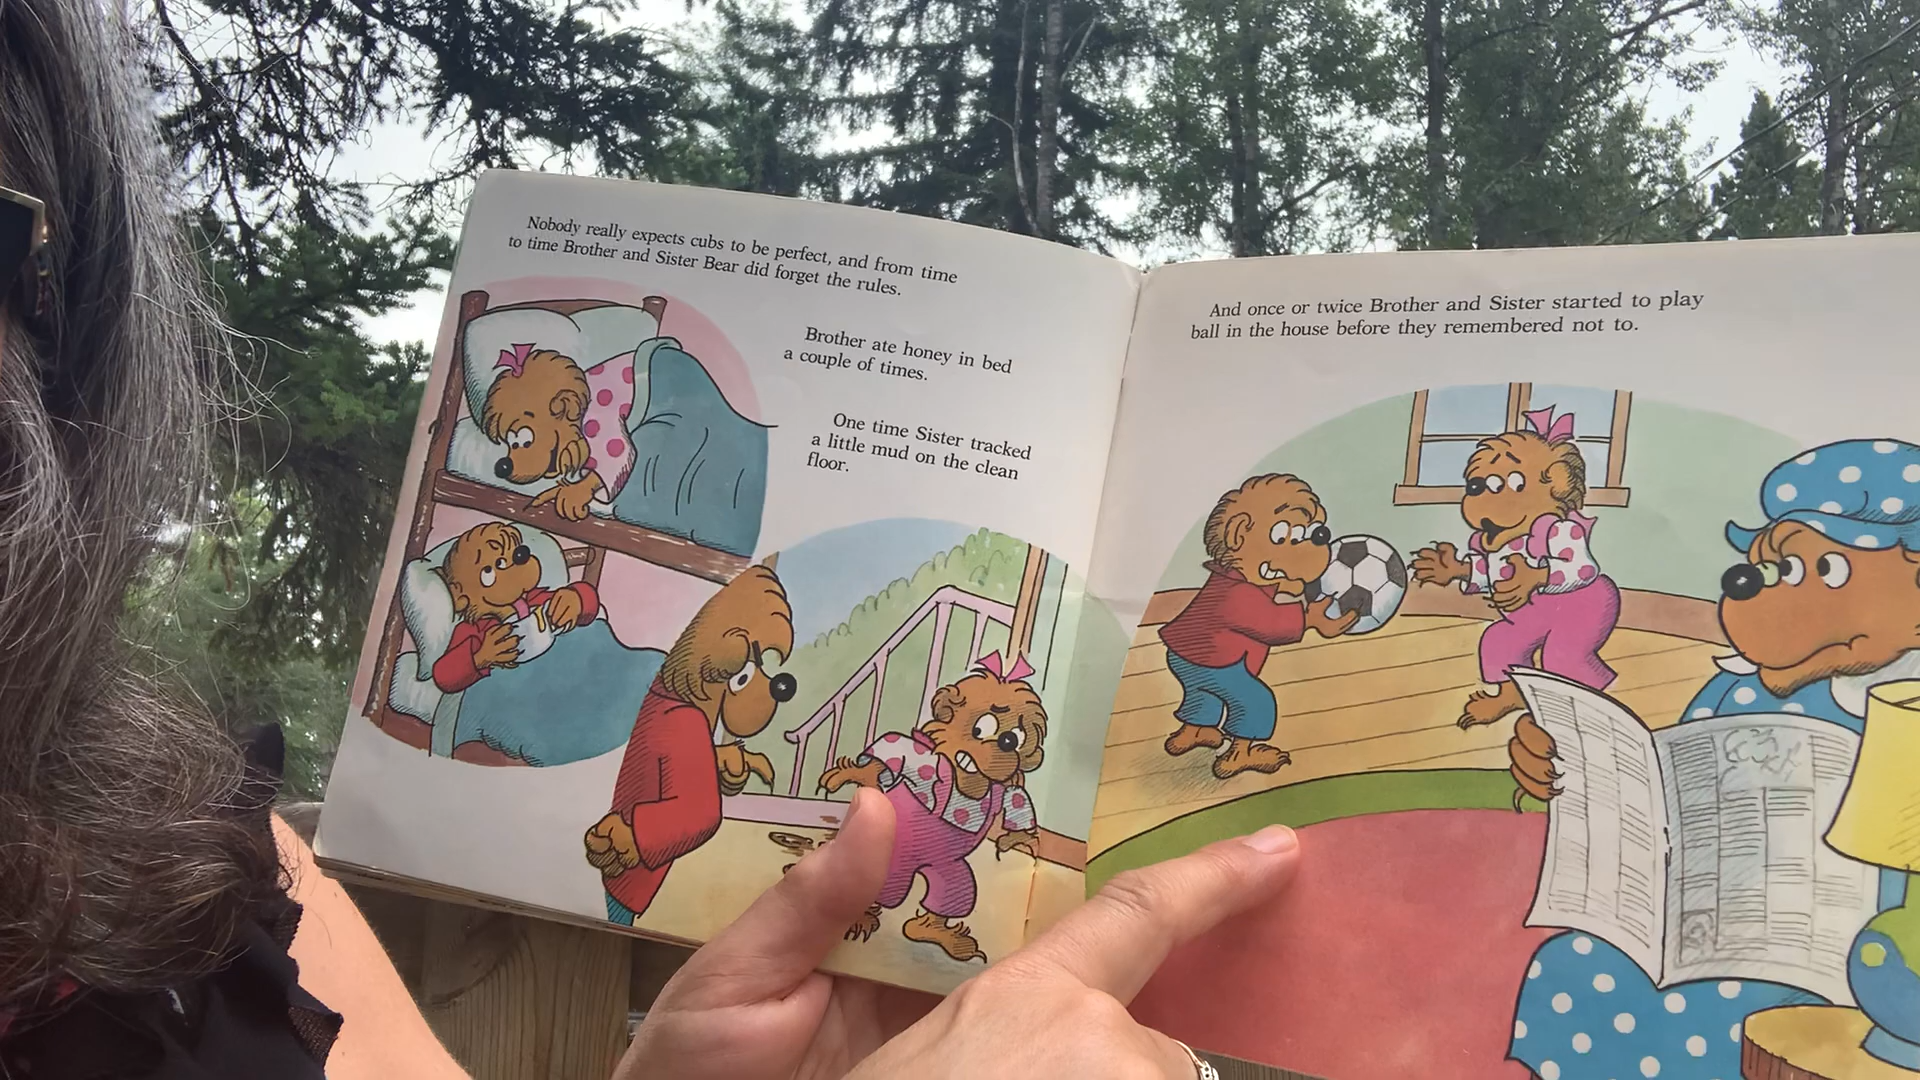 Nobody really expects cubs to be perfect, and from time
to time Brother and Sister Bear did forget the rules.
Brother ate honey in bed
a couple of times.
One time Sister tracked
a little mud on the clean
floor.
And once or twice Brother and Sister started to play
ball in the house before they remembered not to.